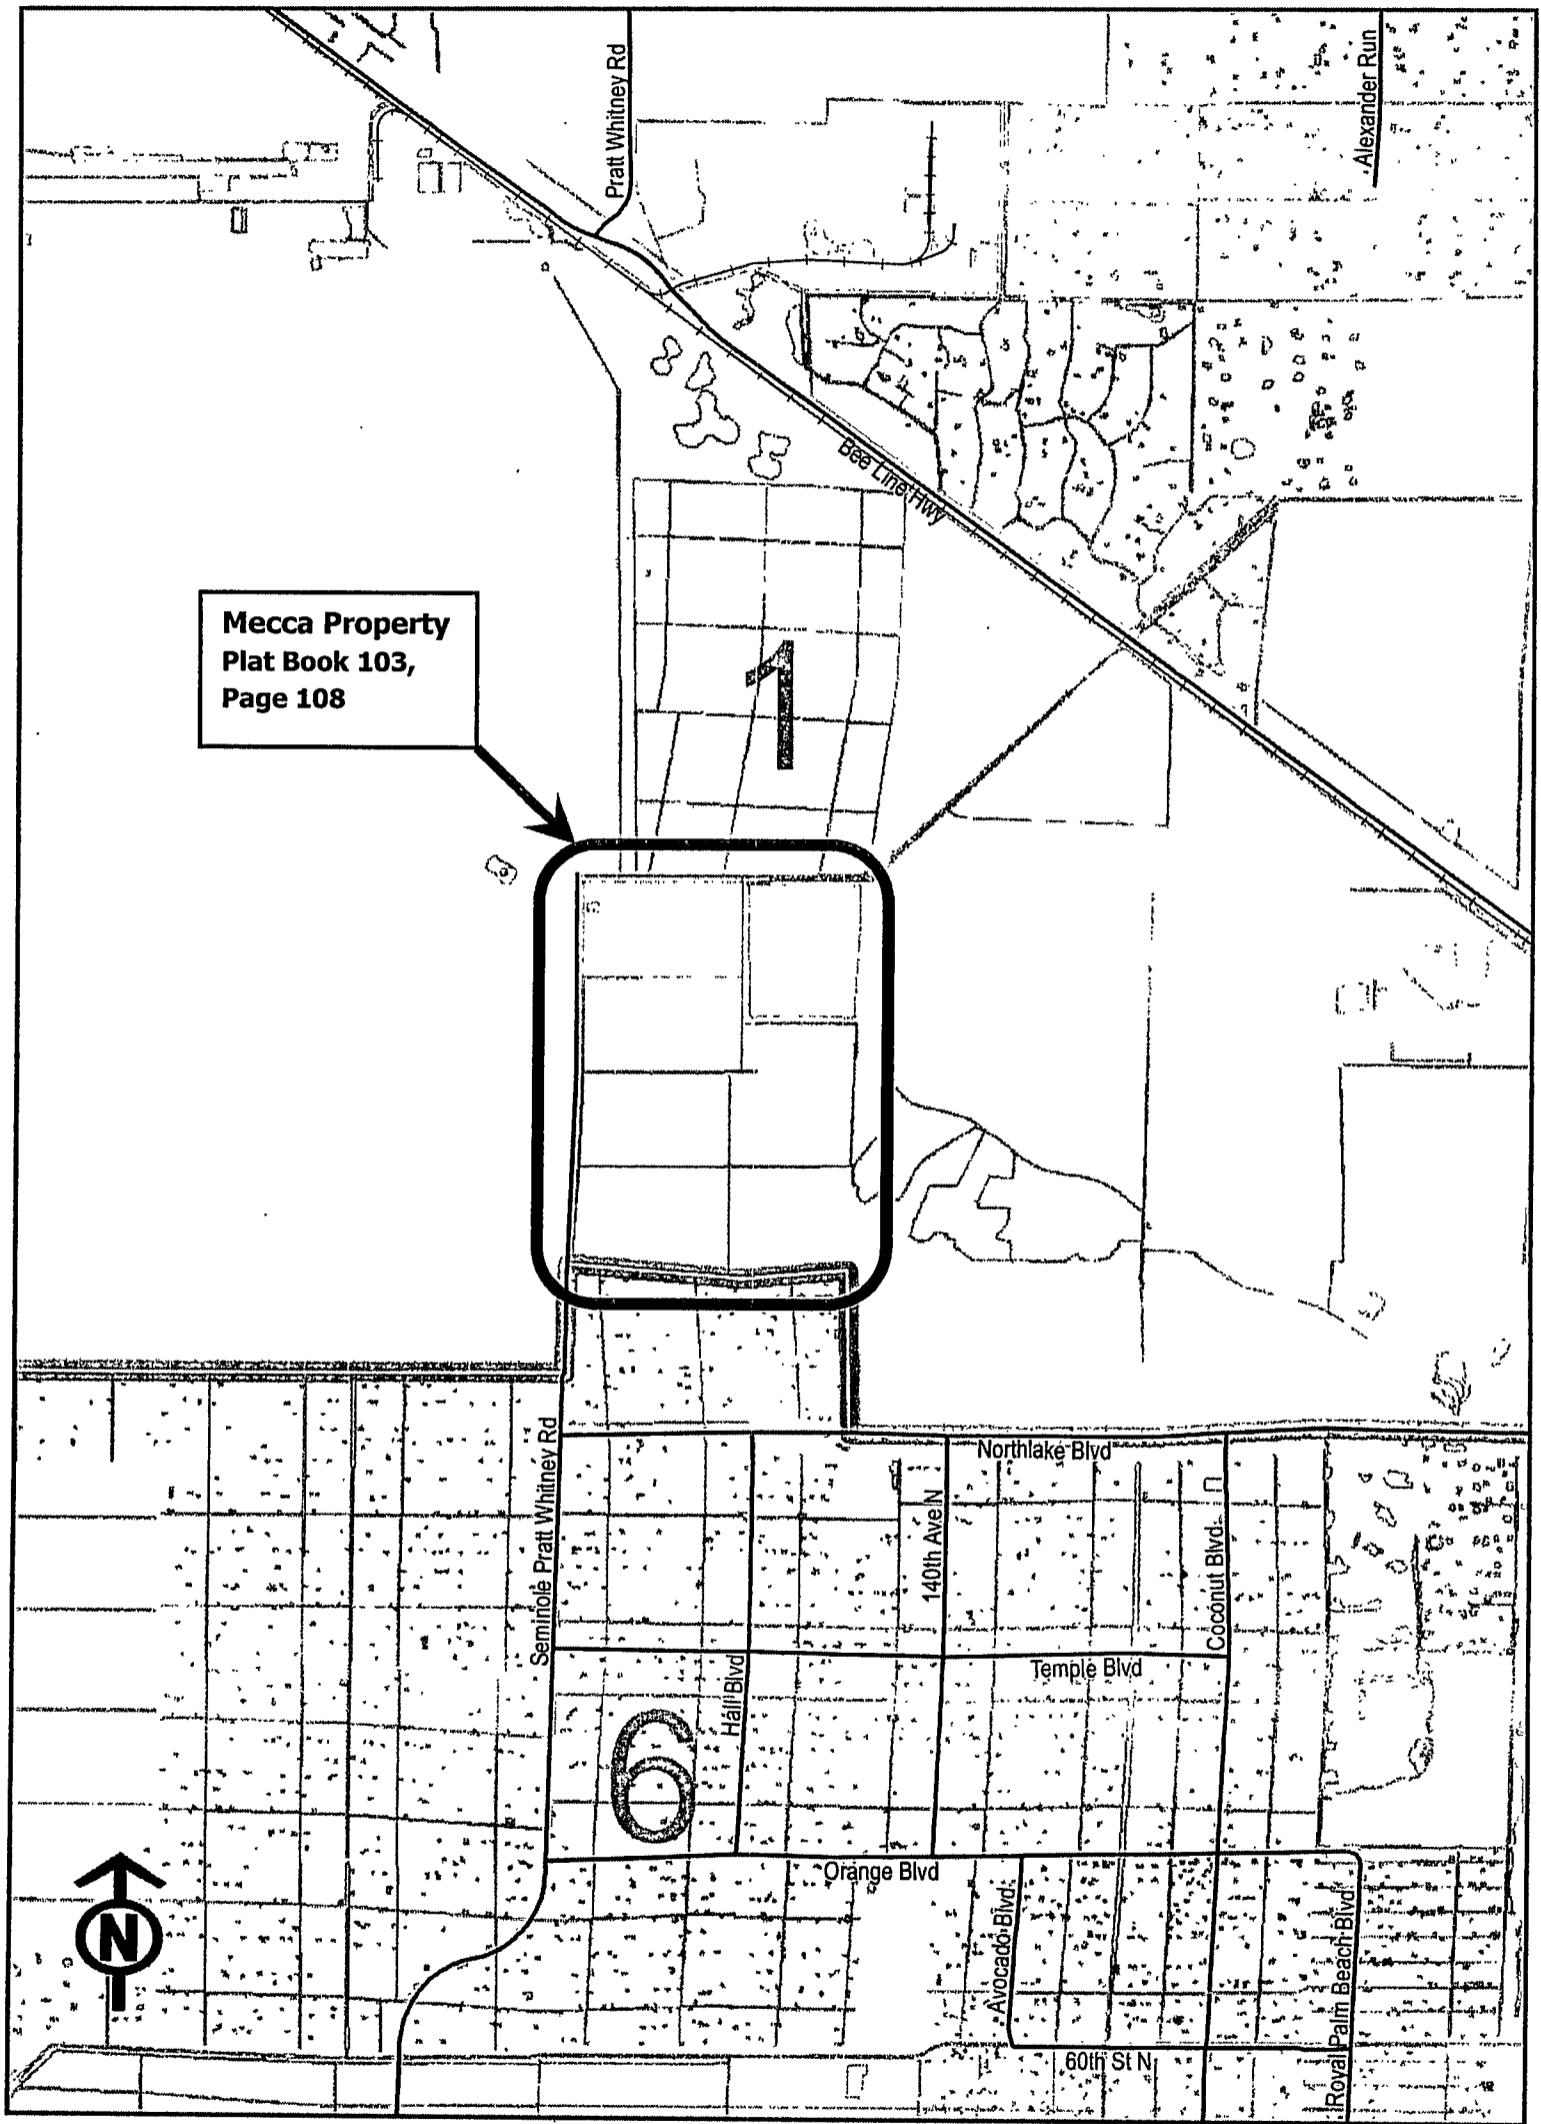 Pratt Whitney Rd
Alexander Run
Bee Line Hwy
Mecca Property
Plat Book 103,
Page 108
1
Northlake Blvd
Seminole Pratt Whitney Rd
140th Ave N
Coconut Blvd
Temple Blvd
Hall Blvd
6
Orange Blvd
N
Avocado Blvd
Royal Palm Beach Blvd
60th St N